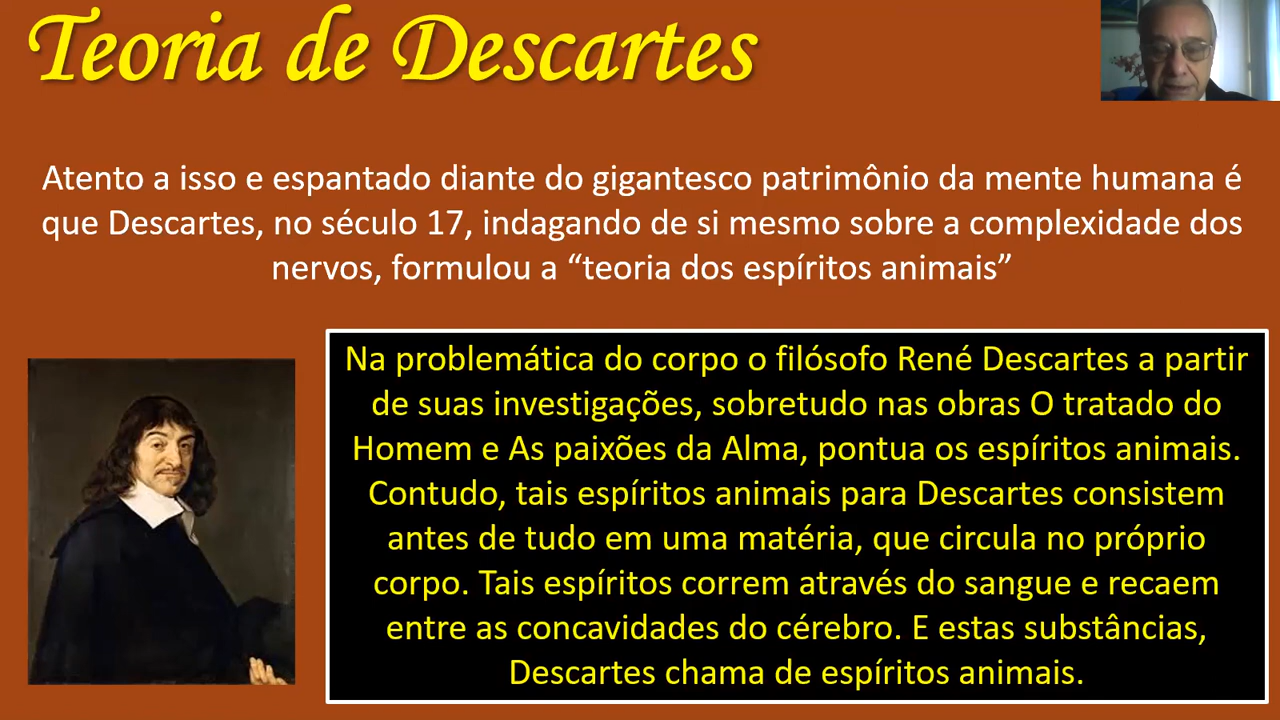 Teoria de Descartes
Atento a isso e espantado diante do gigantesco patrimônio da mente humana é
que Descartes, no século 17, indagando de si mesmo sobre a complexidade dos
nervos, formulou a “teoria dos espíritos animais”
Na problemática do corpo o filósofo René Descartes a partir
de suas investigações, sobretudo nas obras O tratado do
Homem e As paixões da Alma, pontua os espíritos animais.
Contudo, tais espíritos animais para Descartes consistem
antes de tudo em uma matéria, que circula no próprio
corpo. Tais espíritos correm através do sangue e recaem
entre as concavidades do cérebro. E estas substâncias,
Descartes chama de espíritos animais.